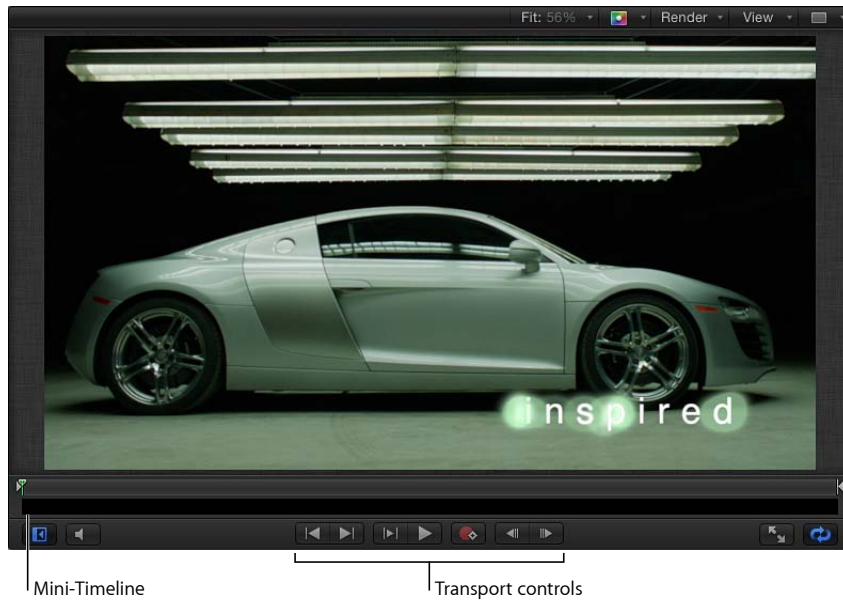 Fit: 56% Render View
inspired
Mini-Timeline Transport controls